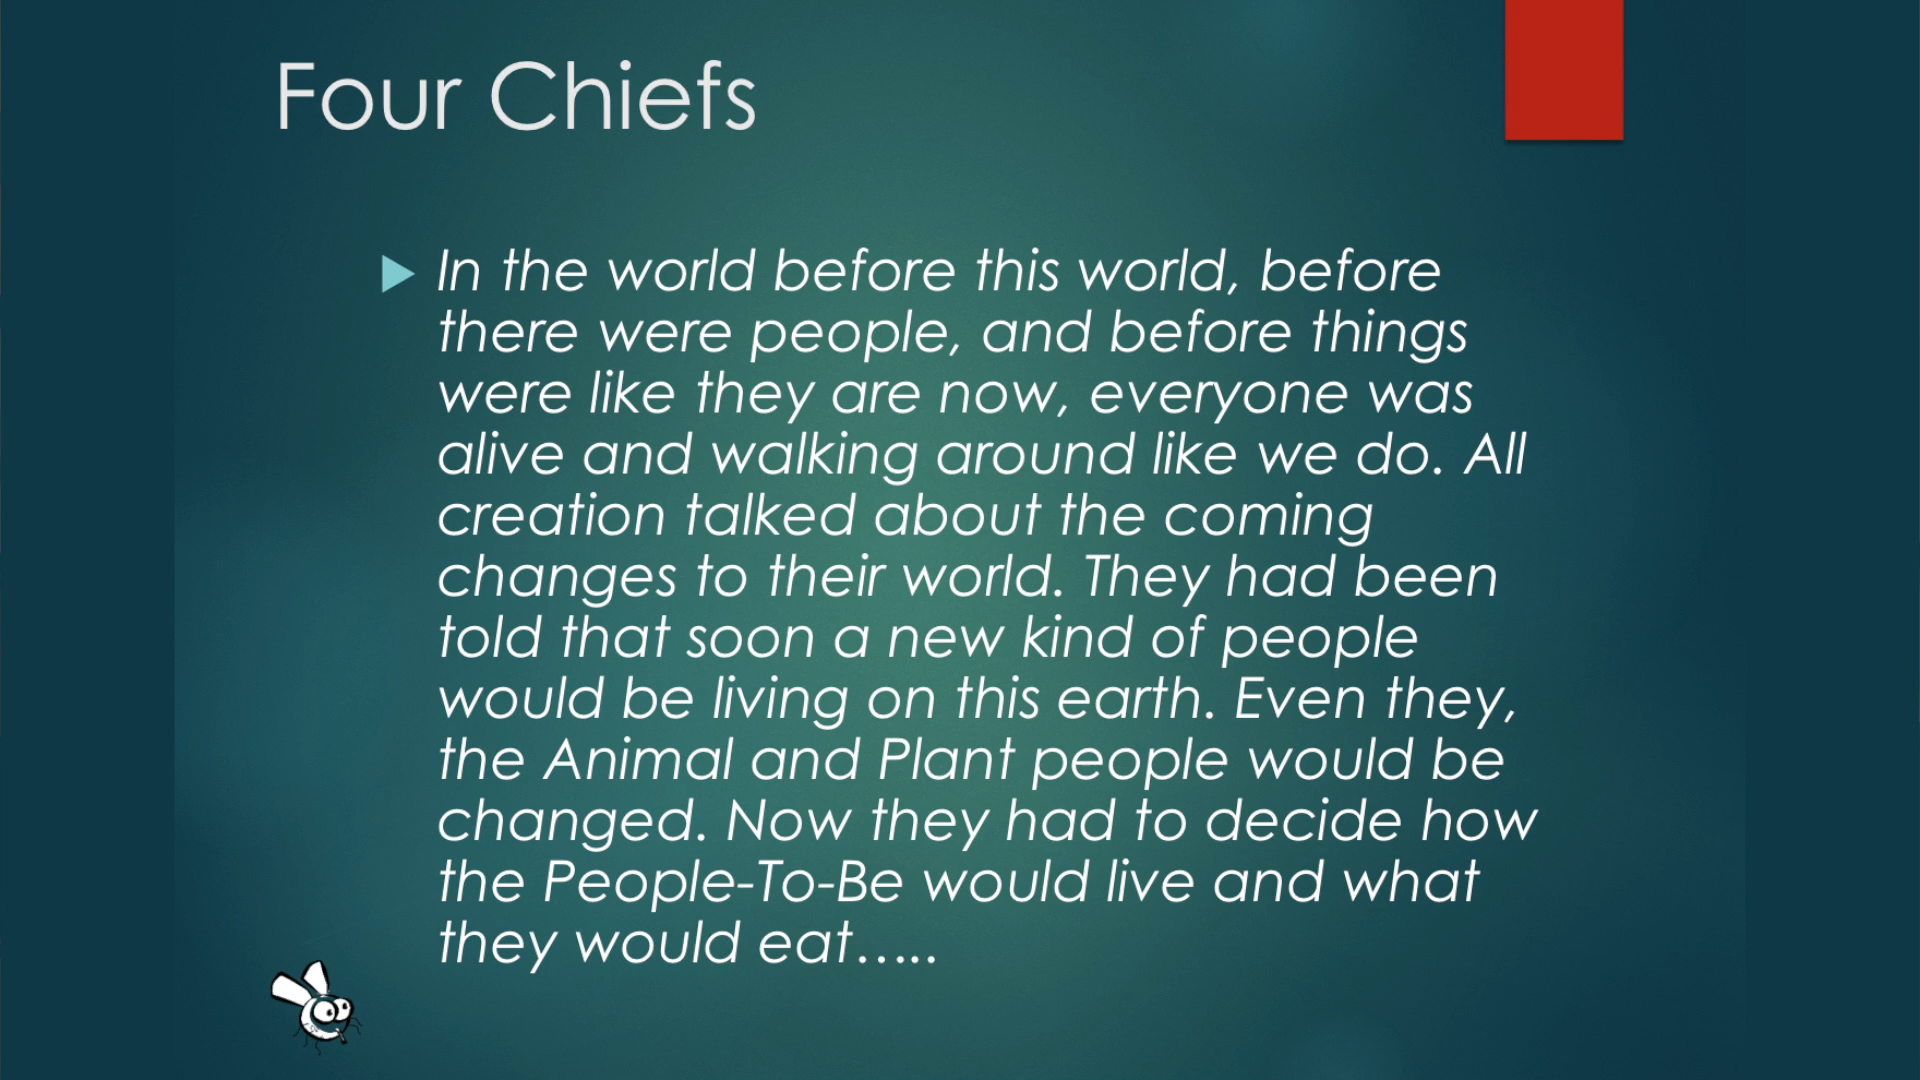 Four Chiefs
In the world before this world, before
there were people, and before things
were like they are now, everyone was
alive and walking around like we do. All
creation talked about the coming
changes to their world. They had been
told that soon a new kind of people
would be living on this earth. Even they,
the Animal and Plant people would be
changed. Now they had to decide how
the People-To-Be would live and what
they would eat.....